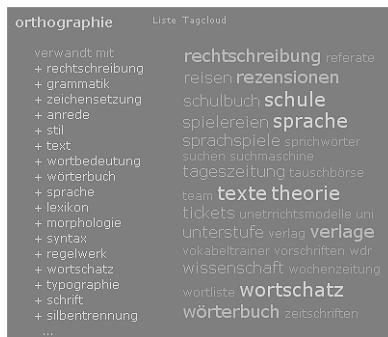 orthographie
Liste Tagcloud
verwandt mit
+ rechtschreibung
+ grammatik
+ zeichensetzung
+ anrede
+ stil
+ text
+ wortbedeutung
+ wörterbuch
+ sprache
+ lexikon
+ morphologie
+ syntax
+ regelwerk
+ wortschatz
+ typographie
+ schrift
+ silbentrennung
...
rechtschreibung referate
reisen rezensionen
schulbuch schule
spielereien sprache
sprachspiele sprichwörter
suchen suchmaschine
tageszeitung tauschbörse
team texte theorie
tickets unetrrichtsmodelle uni
unterstufe verlag verlage
vokabeltrainer vorschriften wdr
wissenschaft wochenzeitung
wortliste wortschatz
wörterbuch zeitschriften